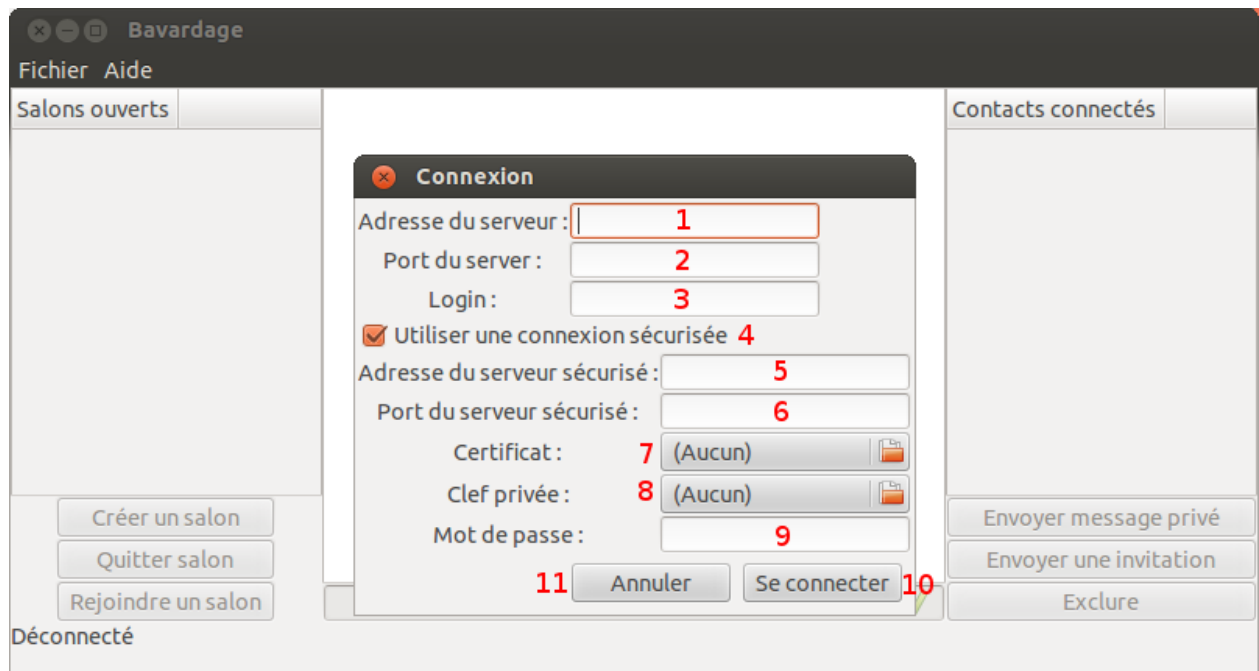 Bavardage
Fichier Aide
Salons ouverts
Contacts connectés
Connexion
Adresse du serveur : 1
Port du server : 2
Login : 3
Utiliser une connexion sécurisée 4
Adresse du serveur sécurisé : 5
Port du serveur sécurisé : 6
Certificat : 7 (Aucun)
Clef privée : 8 (Aucun)
Mot de passe : 9
11 Annuler Se connecter 10
Créer un salon
Quitter salon
Rejoindre un salon
Envoyer message privé
Envoyer une invitation
Exclure
Déconnecté